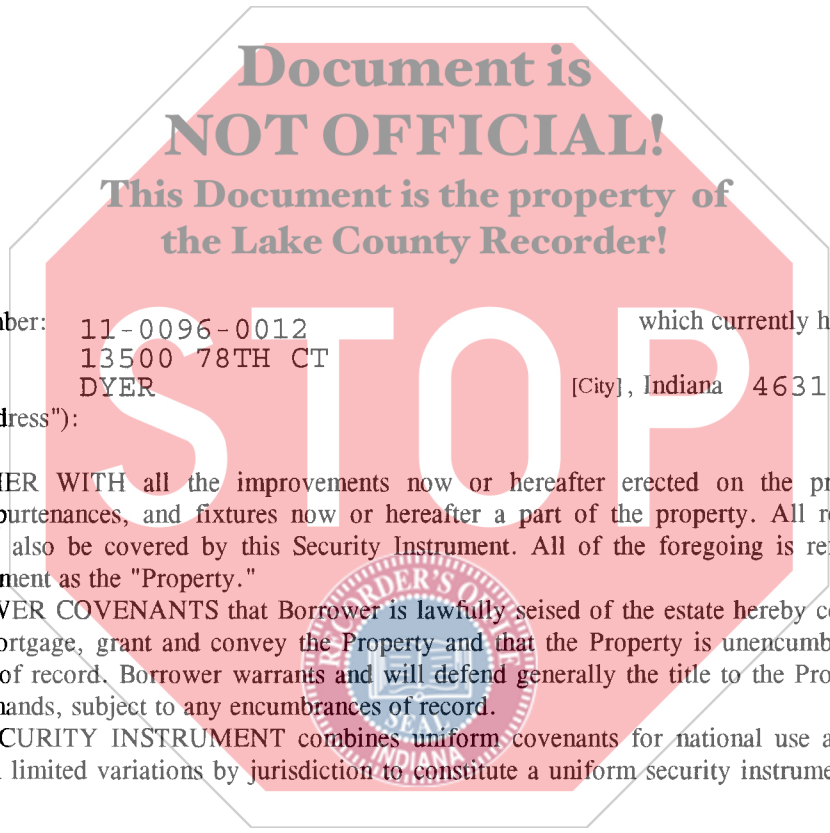 Document is
NOT OFFICIAL!
This Document is the property of
the Lake County Recorder!
STOP
ber: 11-0096-0012 which currently h
13500 78TH CT
DYER [City], Indiana 4631
dress"):
ER WITH all the improvements now or hereafter erected on the pr
purtenances, and fixtures now or hereafter a part of the property. All r
also be covered by this Security Instrument. All of the foregoing is re
ment as the "Property."
WER COVENANTS that Borrower is lawfully seised of the estate hereby c
ortgage, grant and convey the Property and that the Property is unencumb
of record. Borrower warrants and will defend generally the title to the Pro
ands, subject to any encumbrances of record.
CURITY INSTRUMENT combines uniform covenants for national use a
limited variations by jurisdiction to constitute a uniform security instrume
RECORDER'S OFFICE
SEAL
INDIANA